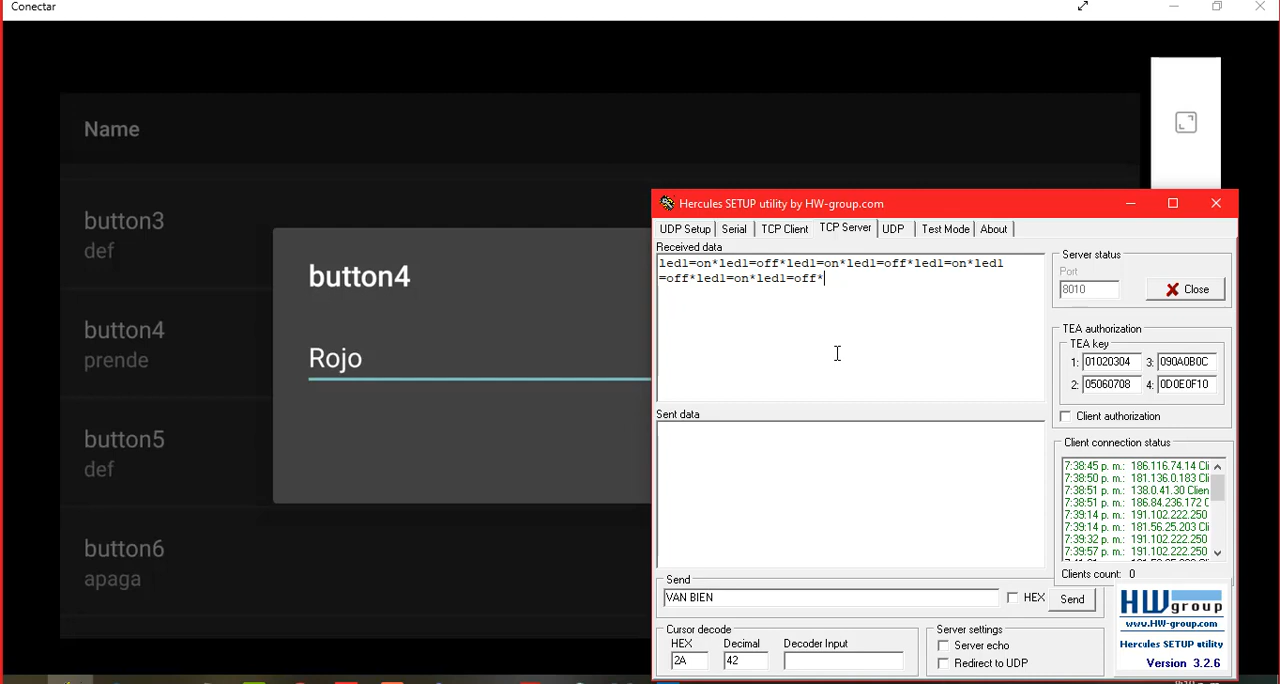 Conectar
Name
button3
def
button4
prende
button5
def
button6
apaga
button4
Rojo
Hercules SETUP utility by HW-group.com
UDP Setup Serial TCP Client TCP Server UDP Test Mode About
Received data
led1=on*led1=off*led1=on*led1=off*led1=on*led1
=off*led1=on*led1=off*
Sent data
Send
VAN BIEN
HEX Send
Cursor decode
HEX Decimal Decoder Input
2A 42
Server settings
Server echo
Redirect to UDP
Server status
Port
8010 Close
TEA authorization
TEA key
1: 01020304 3: 090A0B0C
2: 05060708 4: 0D0E0F10
Client authorization
Client connection status
7:38:45 p. m.: 186.116.74.14 Cli
7:38:50 p. m.: 181.136.0.183 Clien
7:38:51 p. m.: 138.0.41.30 Clien
7:38:51 p. m.: 186.84.236.172 C
7:39:14 p. m.: 191.102.222.250
7:39:14 p. m.: 181.56.25.203 Cli
7:39:32 p. m.: 191.102.222.250
7:39:57 p. m.: 191.102.222.250
Clients count: 0
HW group
www.HW-group.com
Hercules SETUP utility
Version 3.2.6